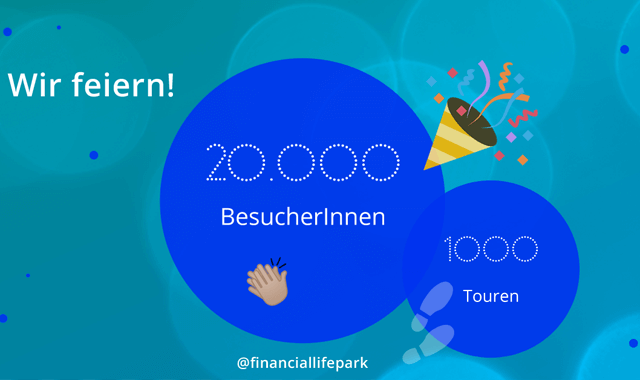 Wir feiern!
20.000
BesucherInnen
1000
Touren
@financiallifepark